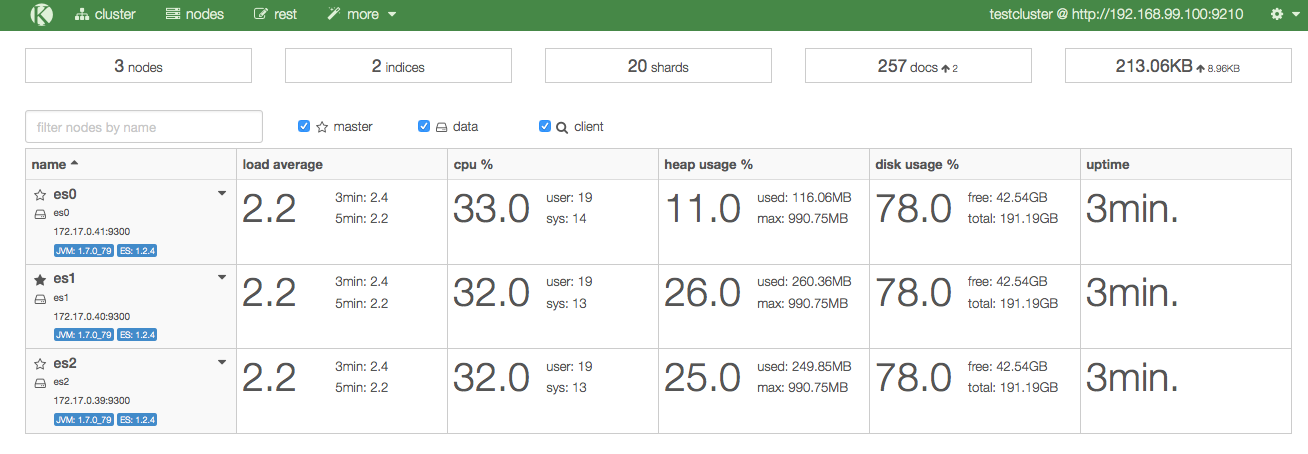 K cluster nodes rest more testcluster @ http://192.168.99.100:9210
3 nodes 2 indices 20 shards 257 docs 2 213.06KB 8.96KB
filter nodes by name master data client
name load average cpu % heap usage % disk usage % uptime
es0 2.2 3min: 2.4 33.0 user: 19 11.0 used: 116.06MB 78.0 free: 42.54GB 3min.
es0 5min: 2.2 sys: 14 max: 990.75MB total: 191.19GB
172.17.0.41:9300
JVM: 1.7.0_79 ES: 1.2.4
es1 2.2 3min: 2.4 32.0 user: 19 26.0 used: 260.36MB 78.0 free: 42.54GB 3min.
es1 5min: 2.2 sys: 13 max: 990.75MB total: 191.19GB
172.17.0.40:9300
JVM: 1.7.0_79 ES: 1.2.4
es2 2.2 3min: 2.4 32.0 user: 19 25.0 used: 249.85MB 78.0 free: 42.54GB 3min.
es2 5min: 2.2 sys: 13 max: 990.75MB total: 191.19GB
172.17.0.39:9300
JVM: 1.7.0_79 ES: 1.2.4